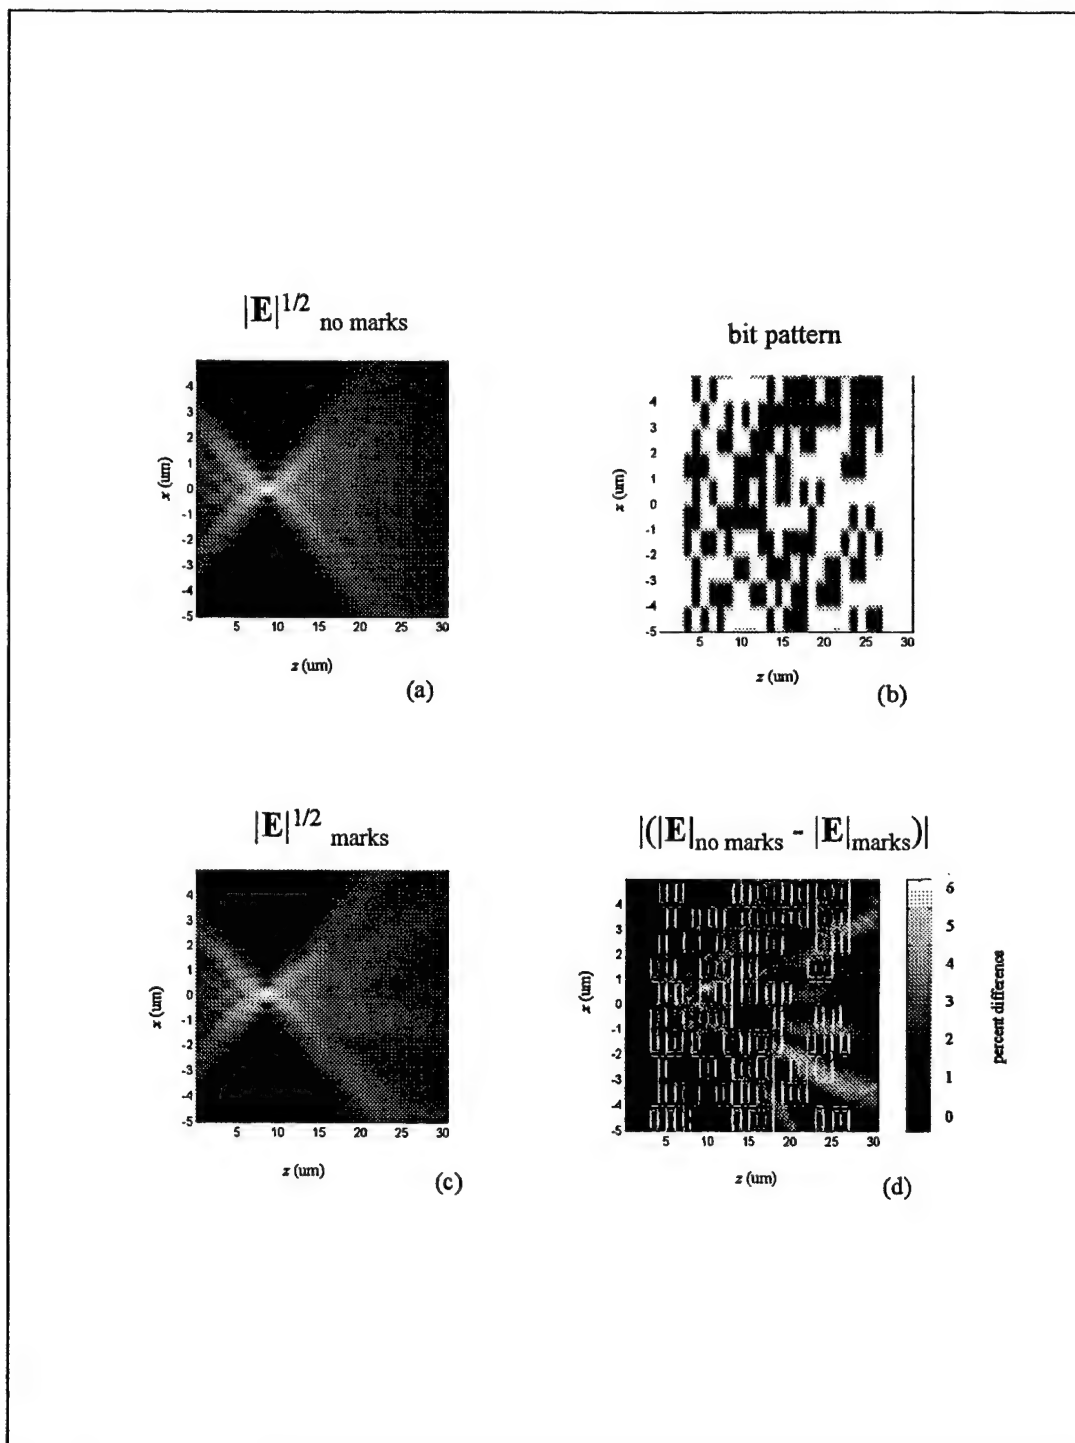 |E|1/2 no marks
4
3
2
1
0
-1
-2
-3
-4
-5
x (um)
5 10 15 20 25 30
z (um)
(a)
bit pattern
4
3
2
1
0
-1
-2
-3
-4
-5
x (um)
5 10 15 20 25 30
z (um)
(b)
|E|1/2 marks
4
3
2
1
0
-1
-2
-3
-4
-5
x (um)
5 10 15 20 25 30
z (um)
(c)
|(|E|no marks - |E|marks)|
4
3
2
1
0
-1
-2
-3
-4
-5
x (um)
5 10 15 20 25 30
z (um)
6
5
4
3
2
1
0
percent difference
(d)